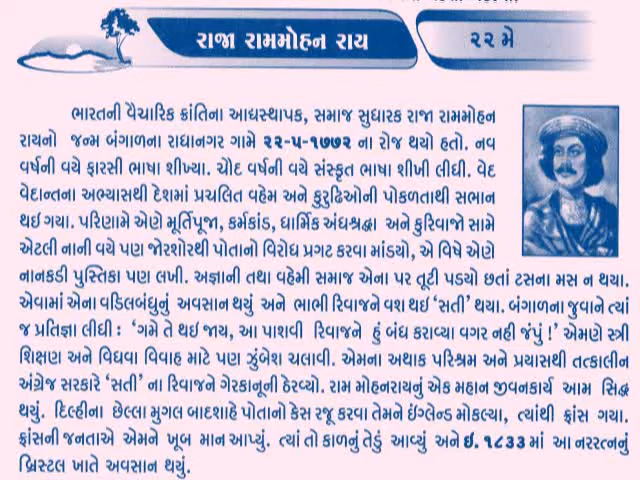 રાજા રામમોહન રાય
૨૨ મે
ભારતની વૈચારિક ક્રાંતિના આદ્યસ્થાપક, સમાજ સુધારક રાજા રામમોહન
રાયનો જન્મ બંગાળના રાધાનગર ગામે ૨૨-૫-૧૭૭૨ ના રોજ થયો હતો. નવ
વર્ષની વયે ફારસી ભાષા શીખ્યા. ચૌદ વર્ષની વયે સંસ્કૃત ભાષા શીખી લીધી. વેદ
વેદાન્તના અભ્યાસથી દેશમાં પ્રચલિત વહેમ અને કુરુઢિઓની પોકળતાથી સભાન
થઇ ગયા. પરિણામે એણે મૂર્તિપૂજા, કર્મકાંડ, ધાર્મિક અંધશ્રદ્ધા અને કુરિવાજો સામે
એટલી નાની વયે પણ જોરશોરથી પોતાનો વિરોધ પ્રગટ કરવા માંડયો, એ વિષે એણે
નાનકડી પુસ્તિકા પણ લખી. અજ્ઞાની તથા વહેમી સમાજ એના પર તૂટી પડયો છતાં ટસના મસ ન થયા.
એવામાં એના વડિલબંધુનું અવસાન થયું અને ભાભી રિવાજને વશ થઇ ‘સતી’ થયા. બંગાળના જુવાને ત્યાં
જ પ્રતિજ્ઞા લીધી : ‘ગમે તે થઇ જાય, આ પાશવી રિવાજને હું બંધ કરાવ્યા વગર નહી જંપું !’ એમણે સ્ત્રી
શિક્ષણ અને વિધવા વિવાહ માટે પણ ઝુંબેશ ચલાવી. એમના અથાક પરિશ્રમ અને પ્રયાસથી તત્કાલીન
અંગ્રેજ સરકારે ‘સતી’ ના રિવાજને ગેરકાનૂની ઠેરવ્યો. રામ મોહનરાયનું એક મહાન જીવનકાર્ય આમ સિદ્ધ
થયું. દિલ્હીના છેલ્લા મુગલ બાદશાહે પોતાનો કેસ રજૂ કરવા તેમને ઇંગ્લેન્ડ મોકલ્યા, ત્યાંથી ફ્રાંસ ગયા.
ફ્રાંસની જનતાએ એમને ખૂબ માન આપ્યું. ત્યાં તો કાળનું તેડું આવ્યું અને ઇ. ૧૮૩૩ માં આ નરરત્નનું
બ્રિસ્ટલ ખાતે અવસાન થયું.